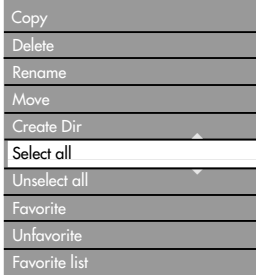 Copy
Delete
Rename
Move
Create Dir
Select all
Unselect all
Favorite
Unfavorite
Favorite list